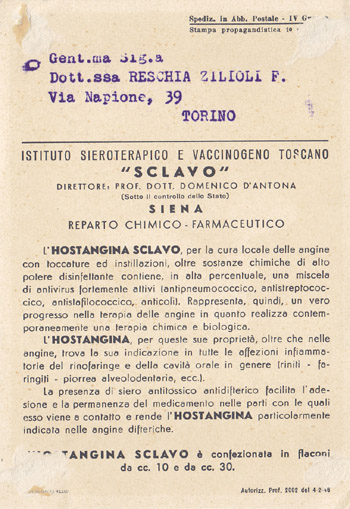 Spediz. in Abb. Postale - IV
Stampa propagandistica
Gent.ma Sig.a
Dott.ssa RESCHIA ZILIOLI F.
Via Napione, 39
TORINO
ISTITUTO SIEROTERAPICO E VACCINOGENO TOSCANO
"SCLAVO"
DIRETTORE: PROF. DOTT. DOMENICO D'ANTONA
(Sotto il controllo dello Stato)
SIENA
REPARTO CHIMICO - FARMACEUTICO
L'HOSTANGINA SCLAVO, per la cura locale delle angine
con toccature ed instillazioni, oltre sostanze chimiche di alto
potere disinfettante contiene, in alta percentuale, una miscela
di antivirus fortemente attivi (antipneumococcico, antistreptococ-
cico, antistafilococcico, anticoli). Rappresenta, quindi, un vero
progresso nella terapia delle angine in quanto realizza contem-
poraneamente una terapia chimica e biologica.
L'HOSTANGINA, per queste sue proprietà, oltre che nelle
angine, trova la sua indicazione in tutte le affezioni infiamma-
torie del rinofaringe e della cavità orale in genere (riniti - fa-
ringiti - piorrea alveolodentaria, ecc.).
La presenza di siero antitossico antidifterico facilita l'ade-
sione e la permanenza del medicamento nelle parti con le quali
esso viene a contatto e rende l'HOSTANGINA particolarmente
indicata nelle angine difteriche.
L'HOSTANGINA SCLAVO è confezionata in flaconi
da cc. 10 e da cc. 30.
Autorizz. Pref. 2002 del 4-2-48